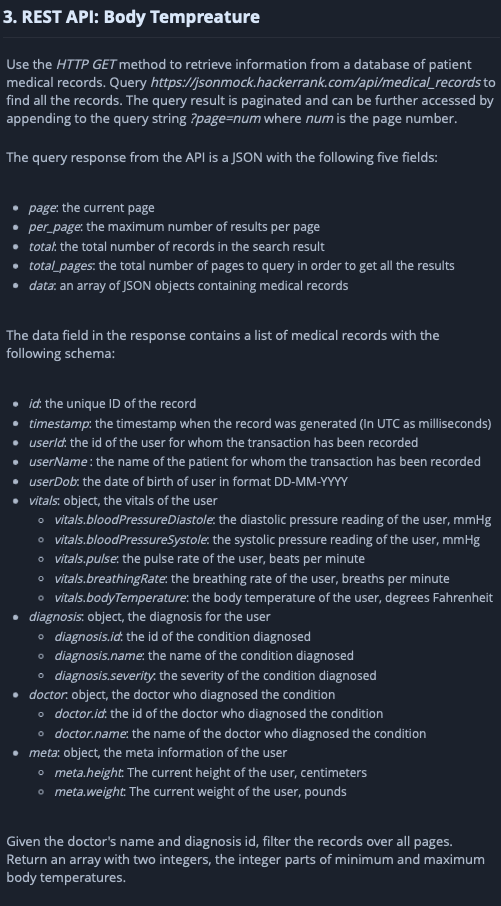 3. REST API: Body Tempreature
Use the HTTP GET method to retrieve information from a database of patient
medical records. Query https://jsonmock.hackerrank.com/api/medical_records to
find all the records. The query result is paginated and can be further accessed by
appending to the query string ?page=num where num is the page number.
The query response from the API is a JSON with the following five fields:
• page: the current page
• per_page: the maximum number of results per page
• total: the total number of records in the search result
• total_pages: the total number of pages to query in order to get all the results
• data: an array of JSON objects containing medical records
The data field in the response contains a list of medical records with the
following schema:
• id: the unique ID of the record
• timestamp: the timestamp when the record was generated (In UTC as milliseconds)
• userId: the id of the user for whom the transaction has been recorded
• userName : the name of the patient for whom the transaction has been recorded
• userDob: the date of birth of user in format DD-MM-YYYY
• vitals: object, the vitals of the user
○ vitals.bloodPressureDiastole: the diastolic pressure reading of the user, mmHg
○ vitals.bloodPressureSystole: the systolic pressure reading of the user, mmHg
○ vitals.pulse: the pulse rate of the user, beats per minute
○ vitals.breathingRate: the breathing rate of the user, breaths per minute
○ vitals.bodyTemperature: the body temperature of the user, degrees Fahrenheit
• diagnosis: object, the diagnosis for the user
○ diagnosis.id: the id of the condition diagnosed
○ diagnosis.name: the name of the condition diagnosed
○ diagnosis.severity: the severity of the condition diagnosed
• doctor: object, the doctor who diagnosed the condition
○ doctor.id: the id of the doctor who diagnosed the condition
○ doctor.name: the name of the doctor who diagnosed the condition
• meta: object, the meta information of the user
○ meta.height: The current height of the user, centimeters
○ meta.weight: The current weight of the user, pounds
Given the doctor's name and diagnosis id, filter the records over all pages.
Return an array with two integers, the integer parts of minimum and maximum
body temperatures.